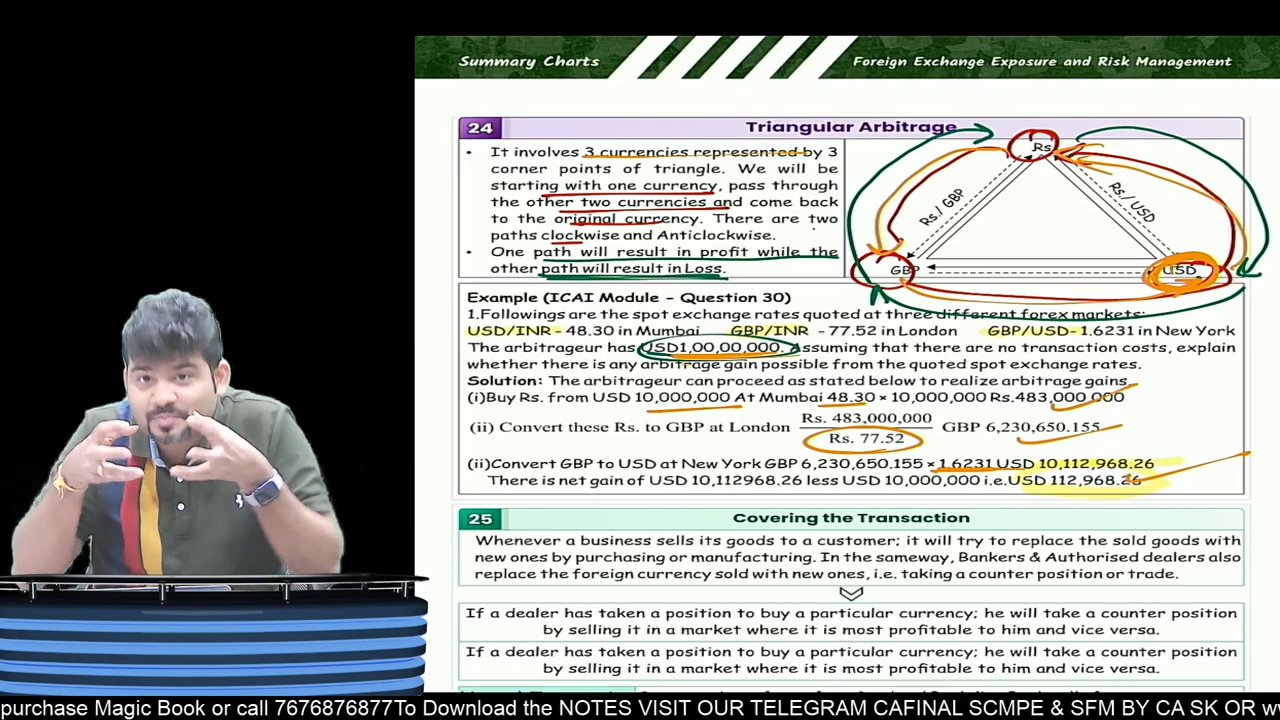 Summary Charts
Foreign Exchange Exposure and Risk Management
24
Triangular Arbitrage
• It involves 3 currencies represented by 3
corner points of triangle. We will be
starting with one currency, pass through
the other two currencies and come back
to the original currency. There are two
paths clockwise and Anticlockwise.
• One path will result in profit while the
other path will result in Loss.
Rs
Rs / GBP
Rs / USD
GBP
USD
Example (ICAI Module - Question 30)
1.Followings are the spot exchange rates quoted at three different forex markets:
USD/INR - 48.30 in Mumbai GBP/INR - 77.52 in London GBP/USD- 1.6231 in New York
The arbitrageur has USD1,00,00,000. Assuming that there are no transaction costs, explain
whether there is any arbitrage gain possible from the quoted spot exchange rates.
Solution: The arbitrageur can proceed as stated below to realize arbitrage gains.
(i)Buy Rs. from USD 10,000,000 At Mumbai 48.30 × 10,000,000 Rs.483,000,000
(ii) Convert these Rs. to GBP at London Rs. 483,000,000 GBP 6,230,650.155
Rs. 77.52
(ii)Convert GBP to USD at New York GBP 6,230,650.155 × 1.6231 USD 10,112,968.26
There is net gain of USD 10,112968.26 less USD 10,000,000 i.e.USD 112,968.26
25
Covering the Transaction
Whenever a business sells its goods to a customer; it will try to replace the sold goods with
new ones by purchasing or manufacturing. In the sameway, Bankers & Authorised dealers also
replace the foreign currency sold with new ones, i.e. taking a counter position or trade.
If a dealer has taken a position to buy a particular currency; he will take a counter position
by selling it in a market where it is most profitable to him and vice versa.
If a dealer has taken a position to buy a particular currency; he will take a counter position
by selling it in a market where it is most profitable to him and vice versa.
purchase Magic Book or call 7676876877To Download the NOTES VISIT OUR TELEGRAM CAFINAL SCMPE & SFM BY CA SK OR w